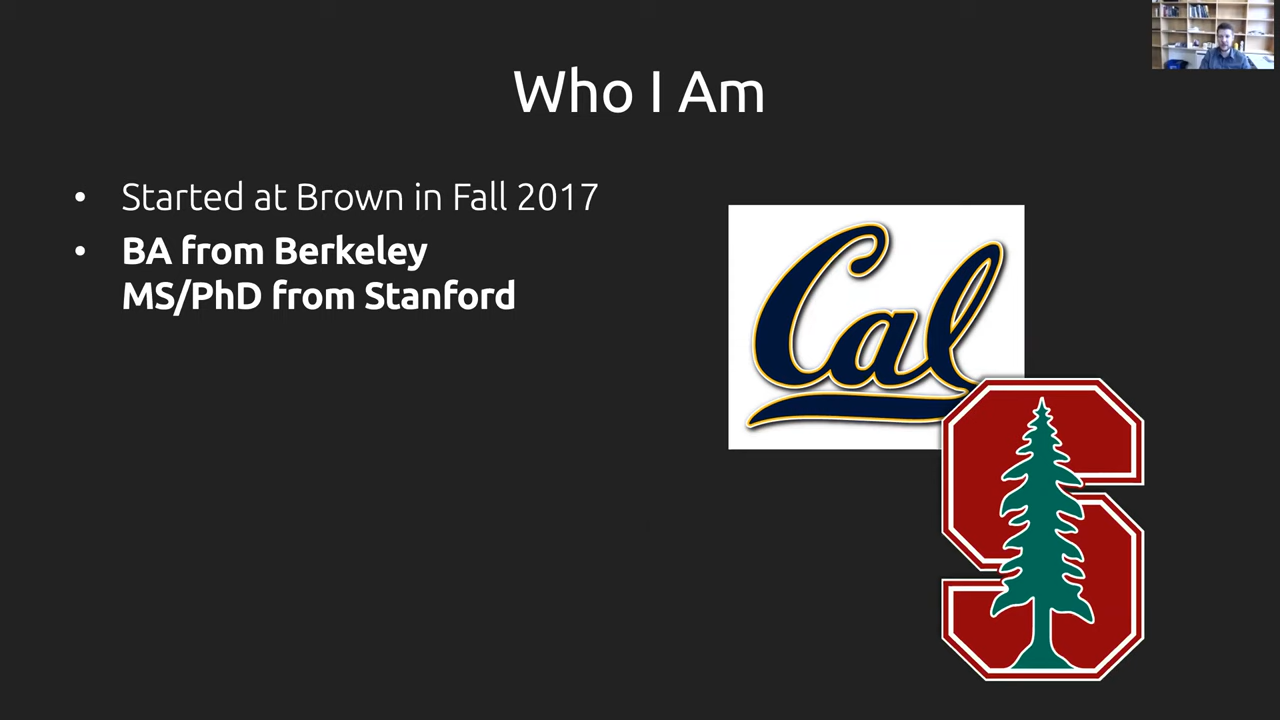 Who I Am
• Started at Brown in Fall 2017
• BA from Berkeley
MS/PhD from Stanford
Cal
S